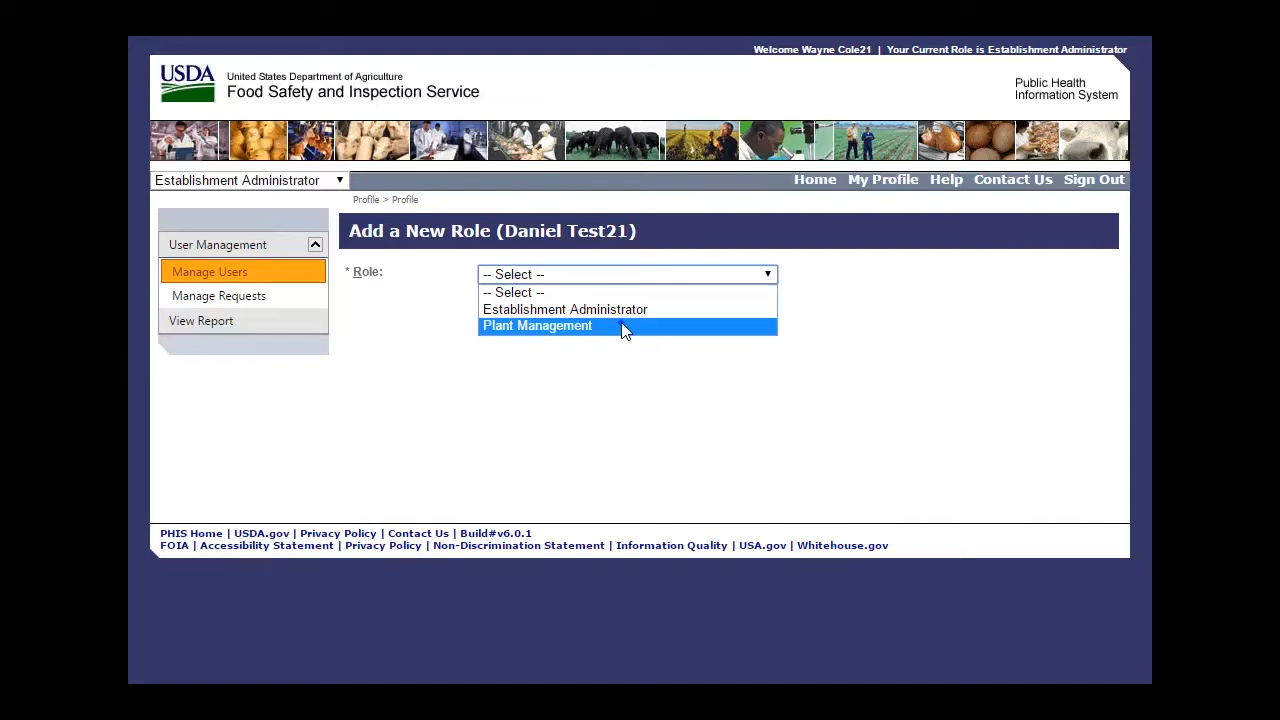 Welcome Wayne Cole21 | Your Current Role is Establishment Administrator
USDA
United States Department of Agriculture
Food Safety and Inspection Service
Public Health
Information System
Establishment Administrator
Home My Profile Help Contact Us Sign Out
Profile > Profile
User Management
Manage Users
Manage Requests
View Report
Add a New Role (Daniel Test21)
* Role:
-- Select --
-- Select --
Establishment Administrator
Plant Management
PHIS Home | USDA.gov | Privacy Policy | Contact Us | Build#v6.0.1
FOIA | Accessibility Statement | Privacy Policy | Non-Discrimination Statement | Information Quality | USA.gov | Whitehouse.gov